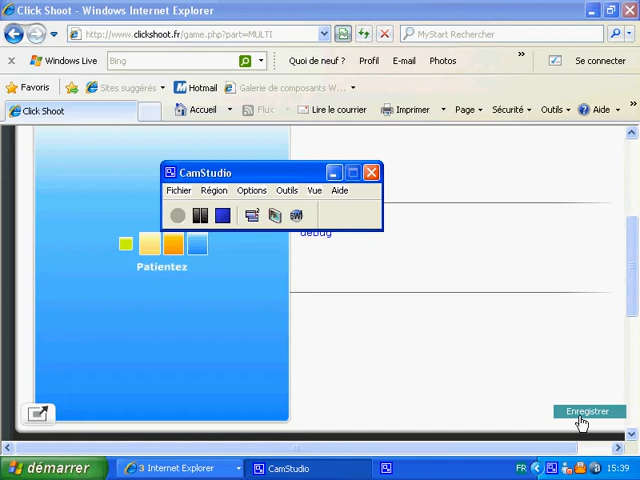 Click Shoot - Windows Internet Explorer
http://www.clickshoot.fr/game.php?part=MULTI
MyStart Rechercher
Windows Live
Bing
Quoi de neuf ?
Profil
E-mail
Photos
»
Se connecter
Favoris
Sites suggérés
Hotmail
Galerie de composants W...
Click Shoot
Accueil
Flux
Lire le courrier
Imprimer
Page
Sécurité
Outils
Aide
CamStudio
Fichier
Région
Options
Outils
Vue
Aide
debug
Patientez
Enregistrer
démarrer
3 Internet Explorer
CamStudio
FR
15:39